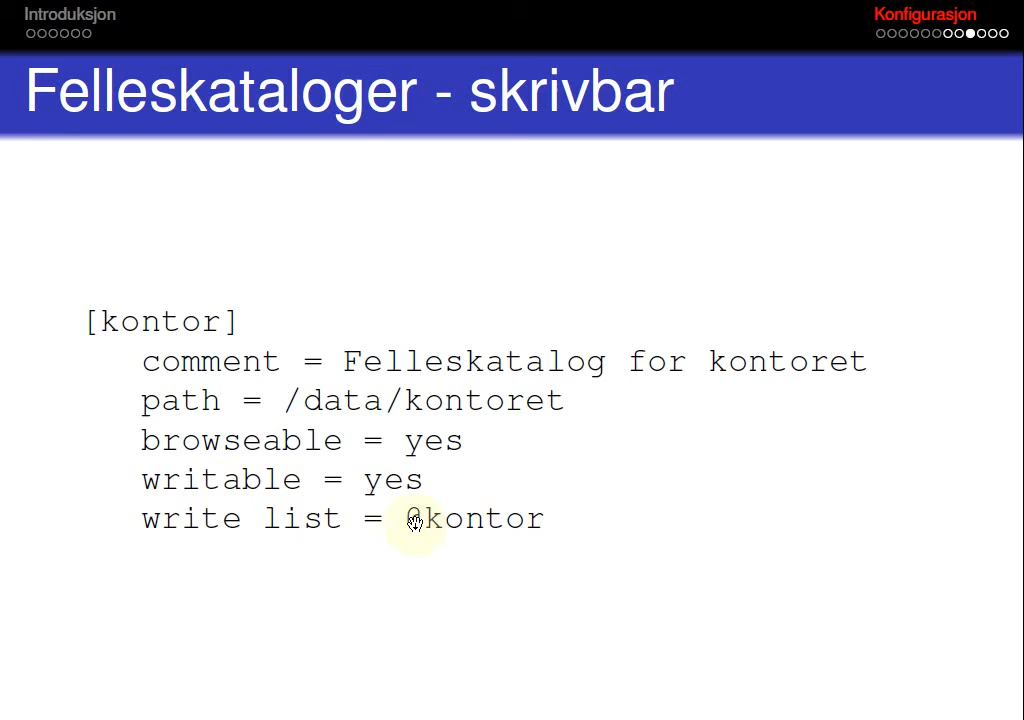 Introduksjon
Konfigurasjon
Felleskataloger - skrivbar
[kontor]
comment = Felleskatalog for kontoret
path = /data/kontoret
browseable = yes
writable = yes
write list = @kontor